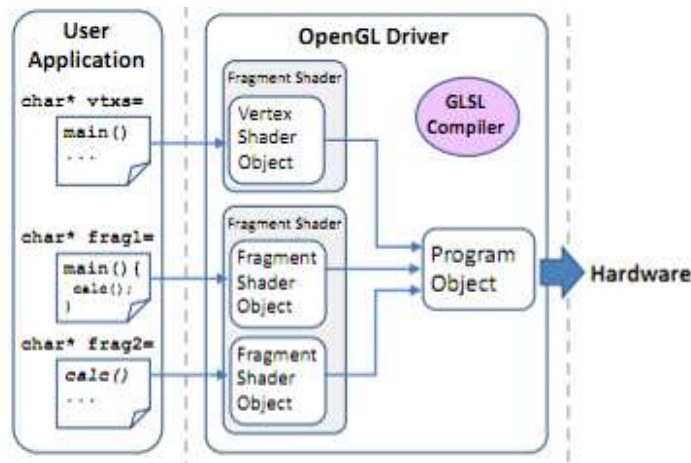 User
Application
char* vtxs=
main()
...
char* frag1=
main(){
calc();
}
char* frag2=
calc()
...
OpenGL Driver
Fragment Shader
Vertex
Shader
Object
GLSL
Compiler
Fragment Shader
Fragment
Shader
Object
Fragment
Shader
Object
Program
Object
Hardware